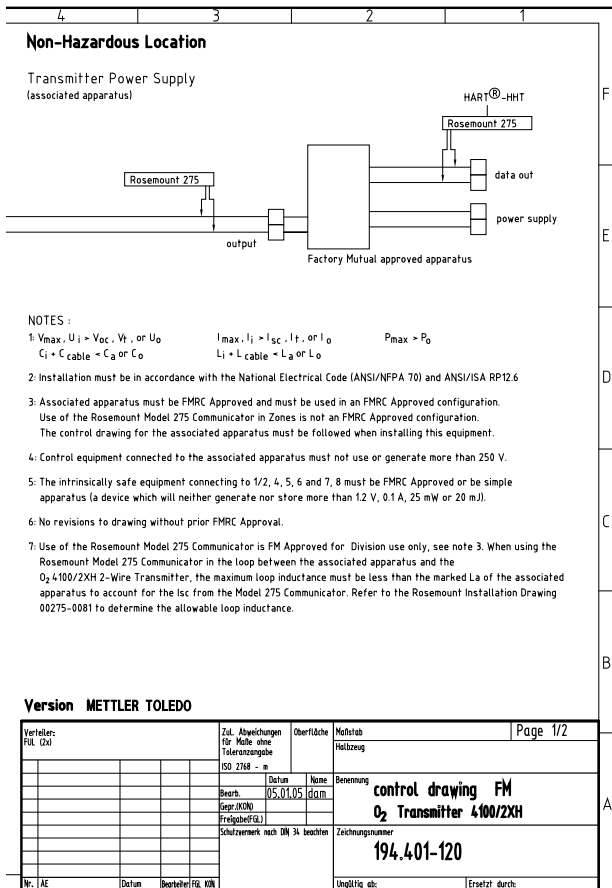 4 3 2 1
Non-Hazardous Location
Transmitter Power Supply
(associated apparatus)
F
HART®-HHT
Rosemount 275
data out
Rosemount 275
power supply
output
E
Factory Mutual approved apparatus
NOTES :
1: Vmax, Ui > Voc, Vt, or Uo Imax, Ii > Isc, It, or Io Pmax > Po
Ci + Ccable < Ca or Co Li + Lcable < La or Lo
D
2: Installation must be in accordance with the National Electrical Code (ANSI/NFPA 70) and ANSI/ISA RP12.6
3: Associated apparatus must be FMRC Approved and must be used in an FMRC Approved configuration.
Use of the Rosemount Model 275 Communicator in Zones is not an FMRC Approved configuration.
The control drawing for the associated apparatus must be followed when installing this equipment.
4: Control equipment connected to the associated apparatus must not use or generate more than 250 V.
5: The intrinsically safe equipment connecting to 1/2, 4, 5, 6 and 7, 8 must be FMRC Approved or be simple
apparatus (a device which will neither generate nor store more than 1.2 V, 0.1 A, 25 mW or 20 mJ).
C
6: No revisions to drawing without prior FMRC Approval.
7: Use of the Rosemount Model 275 Communicator is FM Approved for Division use only, see note 3. When using the
Rosemount Model 275 Communicator in the loop between the associated apparatus and the
O2 4100/2XH 2-Wire Transmitter, the maximum loop inductance must be less than the marked La of the associated
apparatus to account for the Isc from the Model 275 Communicator. Refer to the Rosemount Installation Drawing
00275-0081 to determine the allowable loop inductance.
B
Version METTLER TOLEDO
Verteiler:
FUL (2x)
Zul. Abweichungen
für Maße ohne
Toleranzangabe
ISO 2768 - m
Oberfläche
Maßstab
Page 1/2
Halbzeug
Datum Name
Bearb. 05.01.05 dam
Gepr.(KON)
Freigabe(FGL)
Benennung
control drawing FM
O2 Transmitter 4100/2XH
A
Schutzvermerk nach DIN 34 beachten
Zeichnungsnummer
194.401-120
Nr. AE Datum Bearbeiter FGL KON
Ungültig ab: Ersetzt durch: